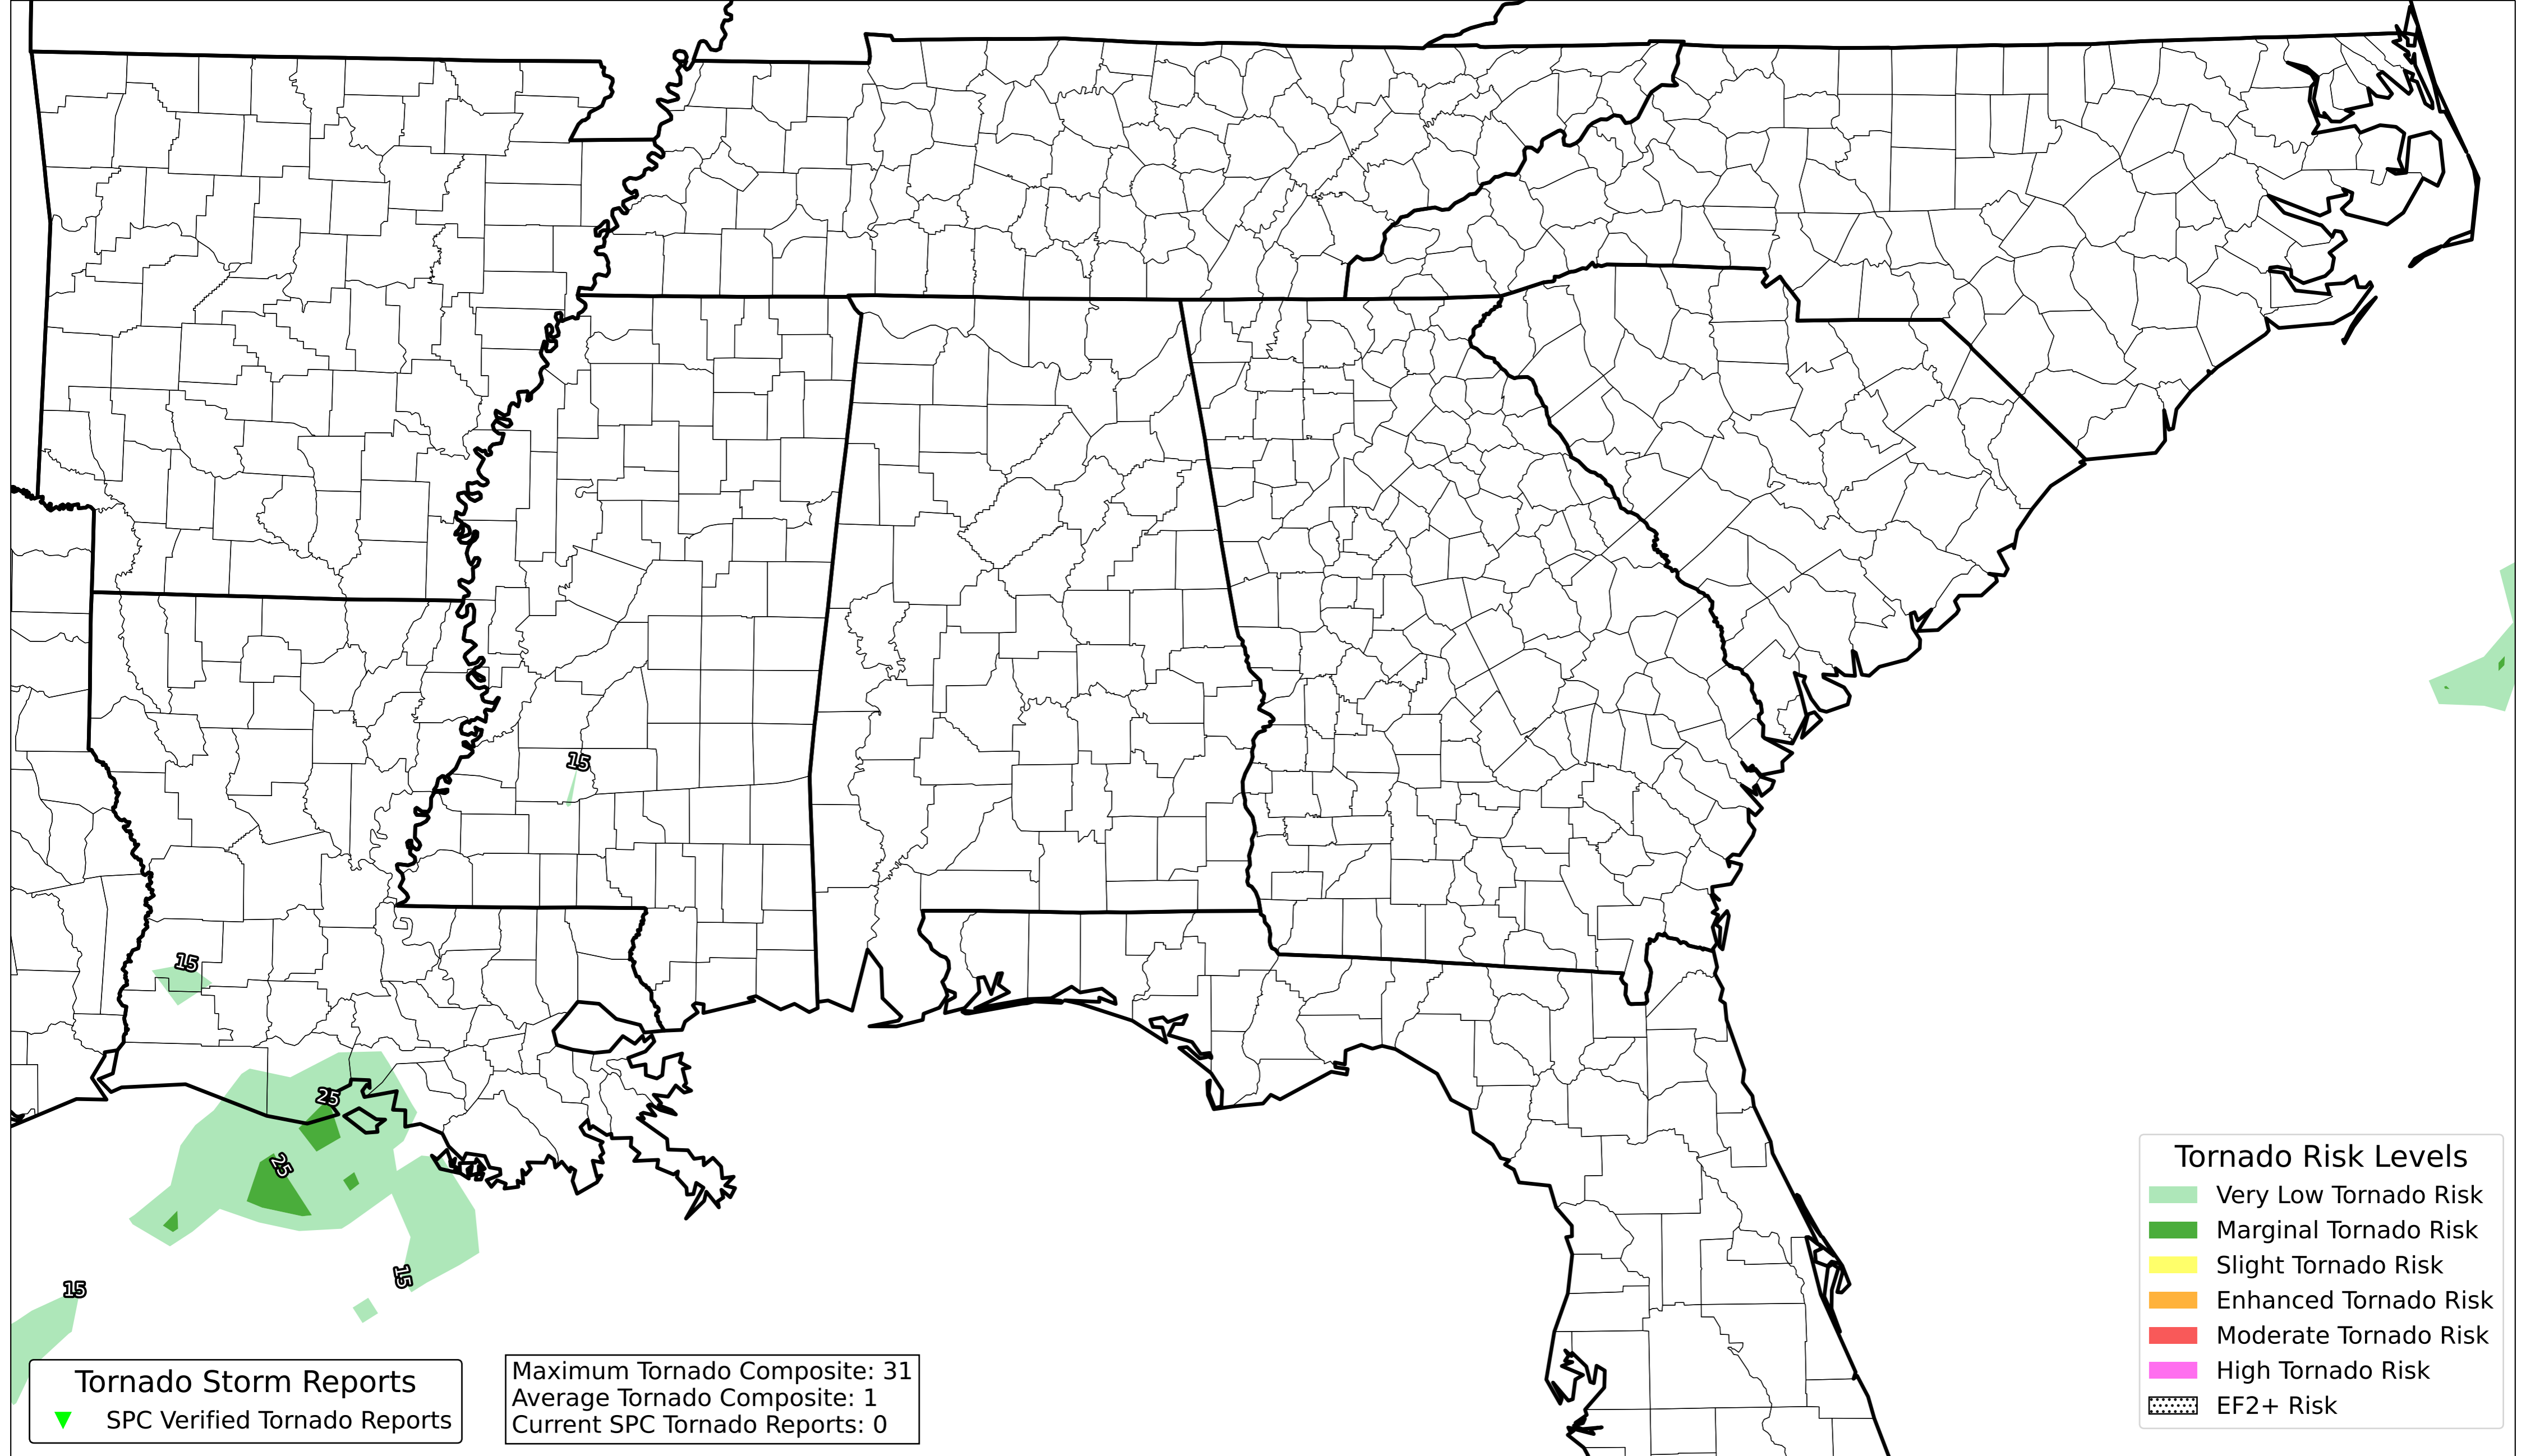 15
15
25
25
15
15
Tornado Storm Reports
SPC Verified Tornado Reports
Maximum Tornado Composite: 31
Average Tornado Composite: 1
Current SPC Tornado Reports: 0
Tornado Risk Levels
Very Low Tornado Risk
Marginal Tornado Risk
Slight Tornado Risk
Enhanced Tornado Risk
Moderate Tornado Risk
High Tornado Risk
EF2+ Risk